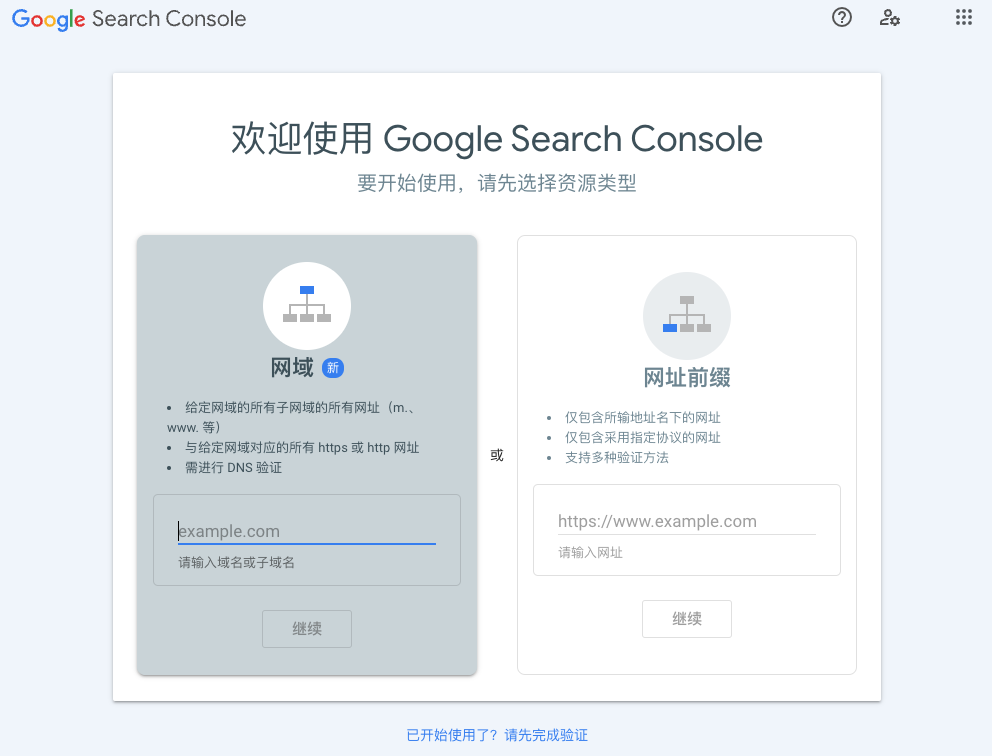 Google Search Console
欢迎使用 Google Search Console
要开始使用，请先选择资源类型
网域 新
• 给定网域的所有子网域的所有网址（m.、
www. 等）
• 与给定网域对应的所有 https 或 http 网址
• 需进行 DNS 验证
example.com
请输入域名或子域名
继续
或
网址前缀
• 仅包含所输地址名下的网址
• 仅包含采用指定协议的网址
• 支持多种验证方法
https://www.example.com
请输入网址
继续
已开始使用了？请先完成验证